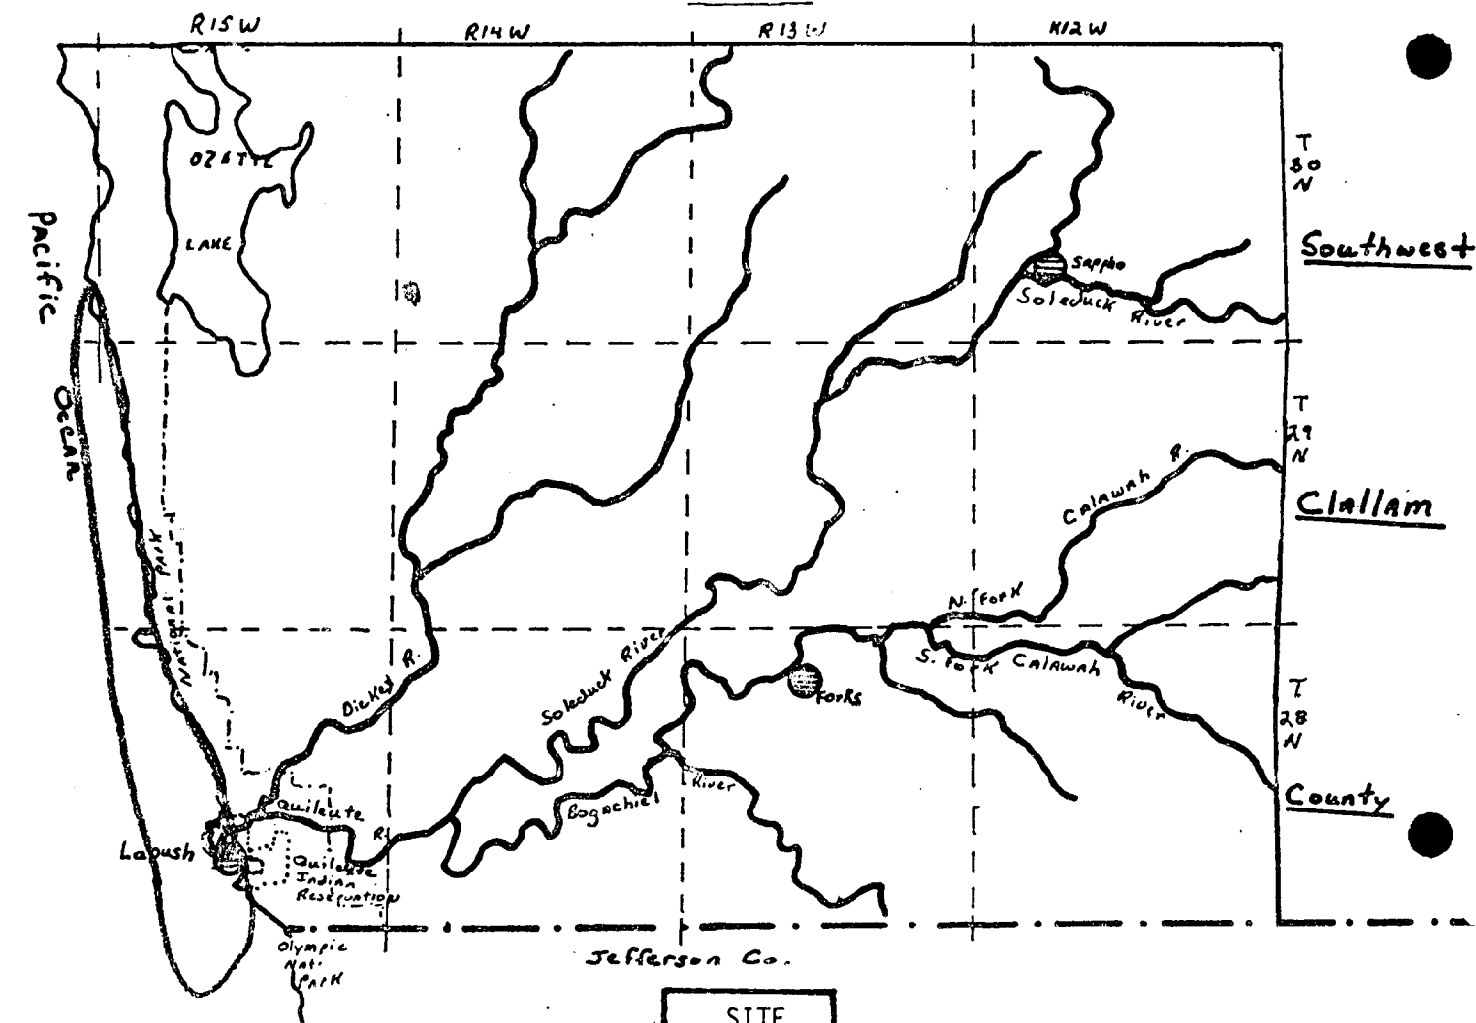 R15W R14W R13W R12W
T
30
N
OZETTE
LAKE
Pacific
Ocean
Southwest
Sappho
Soleduck
River
T
29
N
Calawah R.
Clallam
National Park
N. Fork
S. Fork Calawah
River
Dickey R.
Soleduck River
Forks
T
28
N
County
Quileute
R.
Bogachiel
River
Lapush
Quileute
Indian
Reservation
Jefferson Co.
Olympic
Nat.
Park
SITE